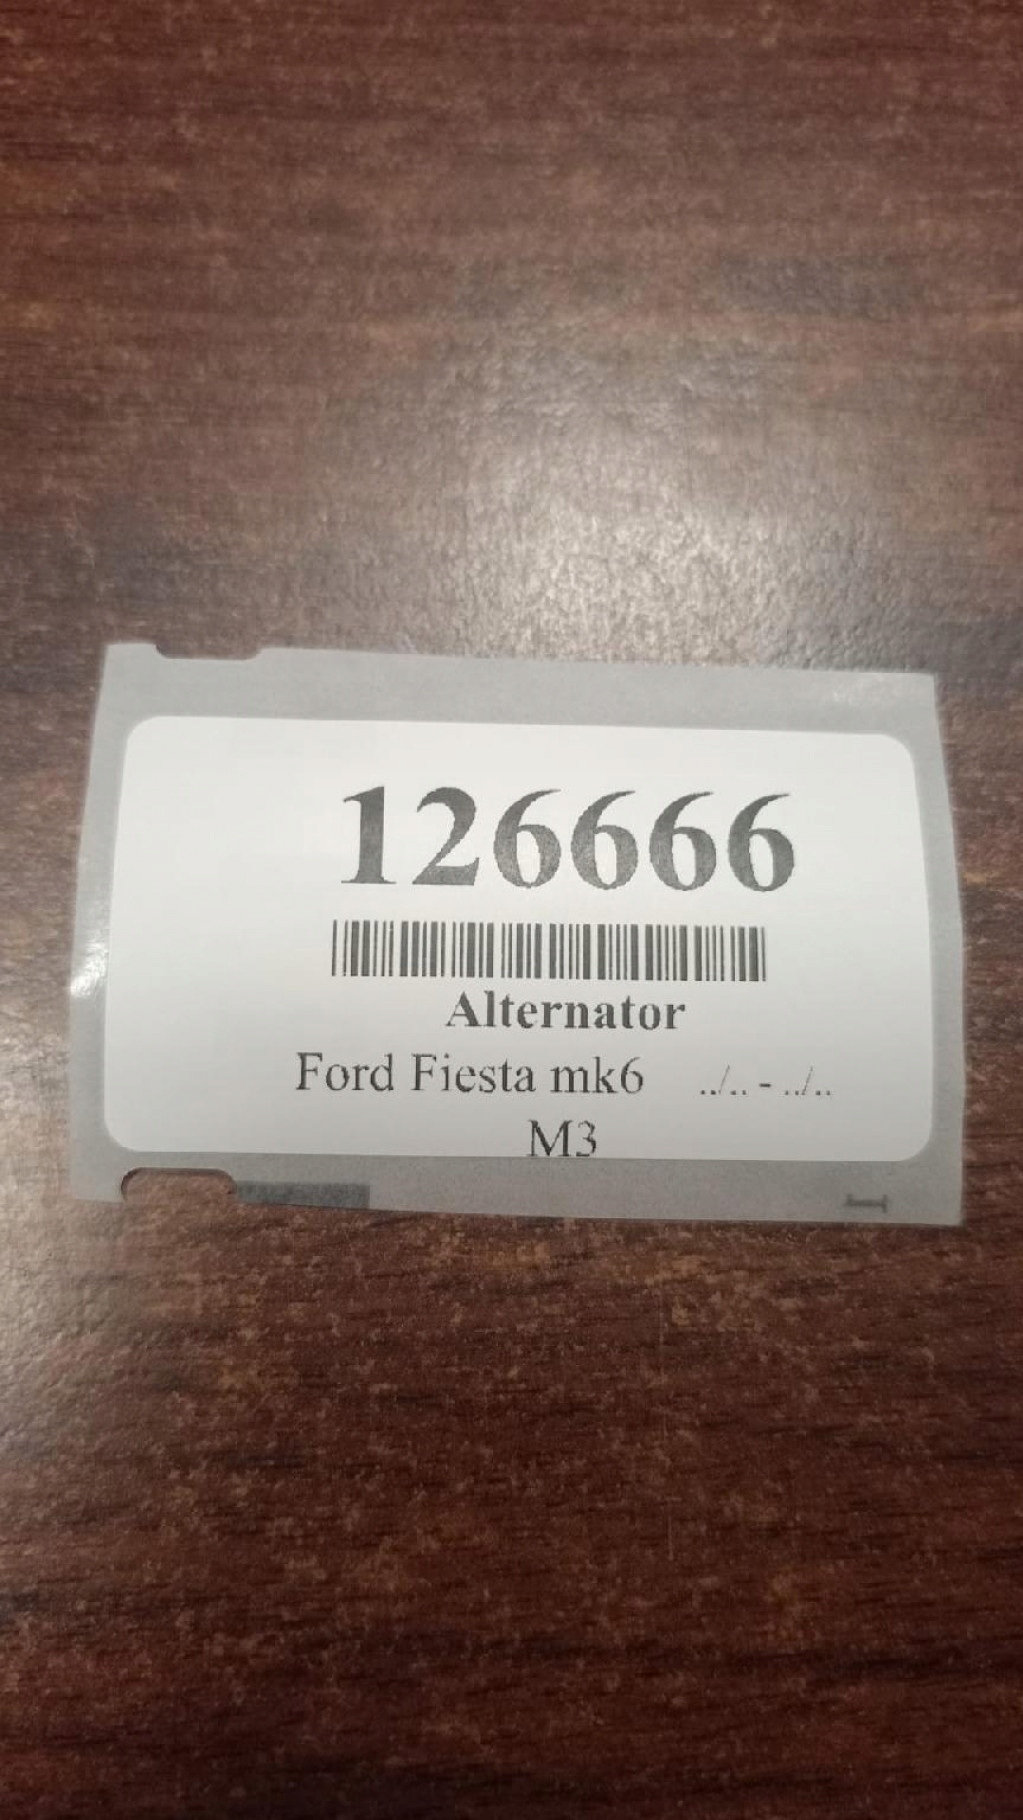 126666
Alternator
Ford Fiesta mk6 ../.. - ../..
M3
I